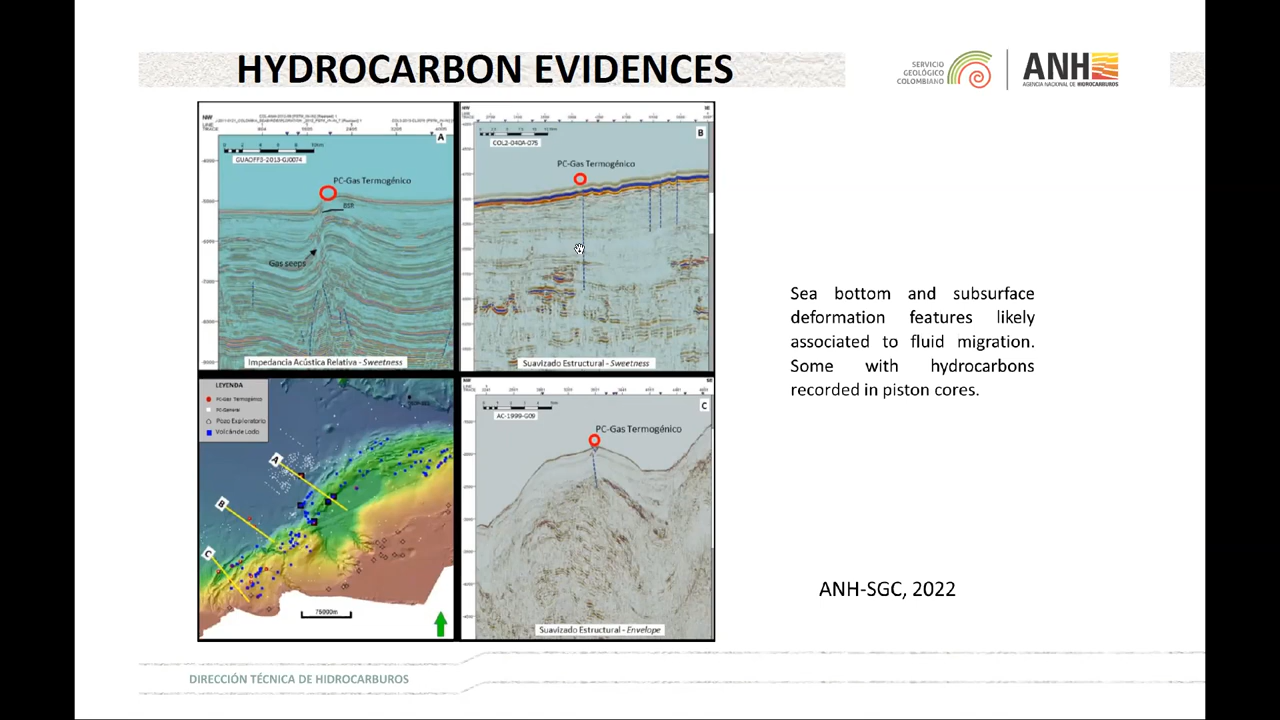 HYDROCARBON EVIDENCES
SERVICIO
GEOLÓGICO
COLOMBIANO
ANH
AGENCIA NACIONAL DE HIDROCARBUROS
A
GUAOFF3-2013-GJ0074
PC-Gas Termogénico
BSR
Gas seeps
Impedancia Acústica Relativa - Sweetness
B
COL2-040A-075
PC-Gas Termogénico
Suavizado Estructural - Sweetness
LEYENDA
PC-Gas Termogénico
PC-General
Pozo Exploratorio
Volcán de Lodo
A
B
C
75000m
C
AC-1999-G09
PC-Gas Termogénico
Suavizado Estructural - Envelope
Sea bottom and subsurface
deformation features likely
associated to fluid migration.
Some with hydrocarbons
recorded in piston cores.
ANH-SGC, 2022
DIRECCIÓN TÉCNICA DE HIDROCARBUROS